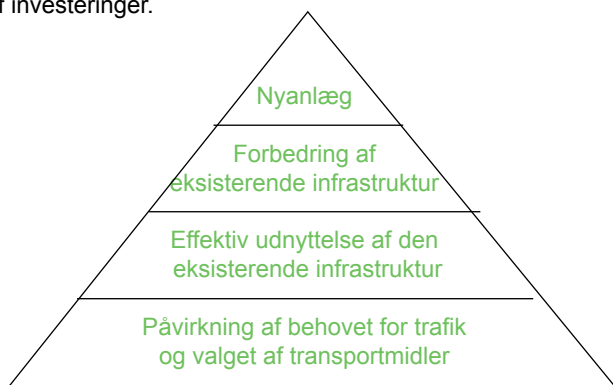 f investeringer.
Nyanlæg
Forbedring af
eksisterende infrastruktur
Effektiv udnyttelse af den
eksisterende infrastruktur
Påvirkning af behovet for trafik
og valget af transportmidler